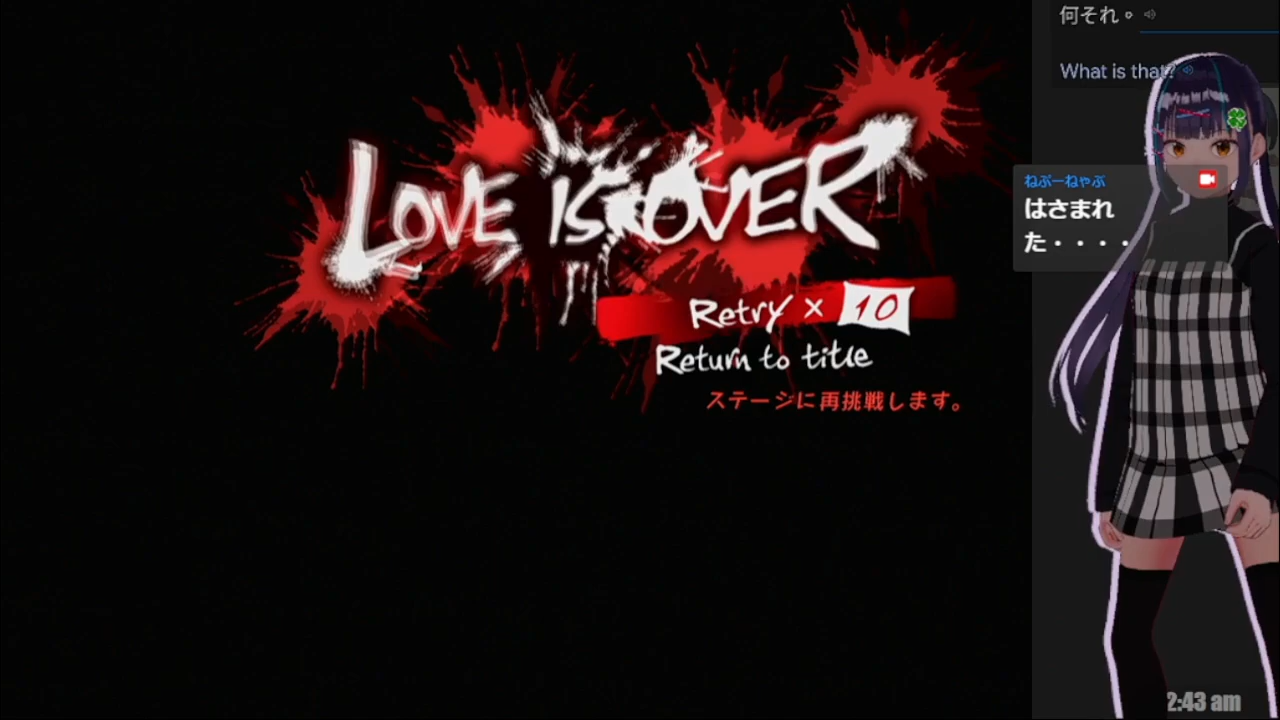 LOVE IS OVER
Retry × 10
Return to title
ステージに再挑戦します。
何それ。
What is that?
ねぷーねゃぷ
はさまれ
た・・・・
2:43 am